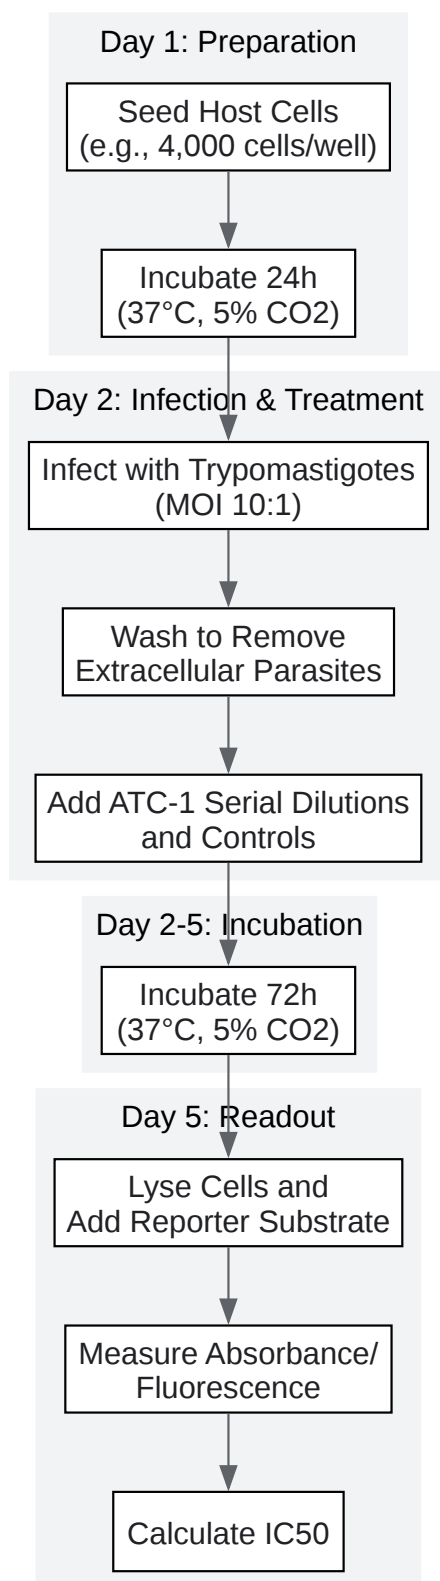 Day 1: Preparation
Seed Host Cells
(e.g., 4,000 cells/well)
Incubate 24h
(37°C, 5% CO2)
Day 2: Infection & Treatment
Infect with Trypomastigotes
(MOI 10:1)
Wash to Remove
Extracellular Parasites
Add ATC-1 Serial Dilutions
and Controls
Day 2-5: Incubation
Incubate 72h
(37°C, 5% CO2)
Day 5: Readout
Lyse Cells and
Add Reporter Substrate
Measure Absorbance/
Fluorescence
Calculate IC50